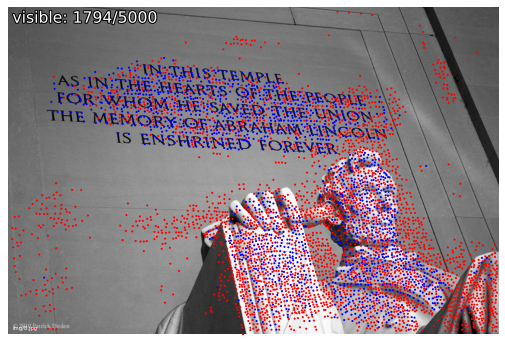 visible: 1794/5000
IN THIS TEMPLE
AS IN THE HEARTS OF THE PEOPLE
FOR WHOM HE SAVED THE UNION
THE MEMORY OF ABRAHAM LINCOLN
IS ENSHRINED FOREVER